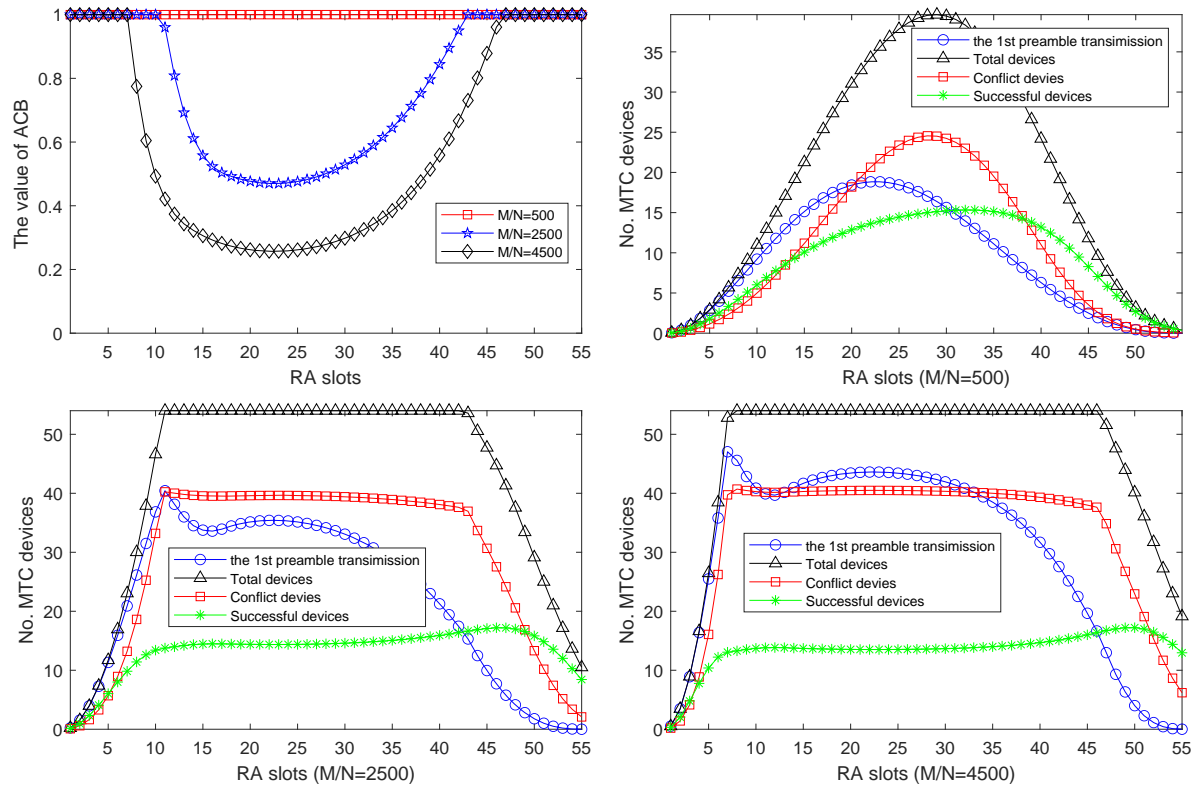 The value of ACB
1
0.8
0.6
0.4
0.2
0
5 10 15 20 25 30 35 40 45 50 55
RA slots
M/N=500
M/N=2500
M/N=4500
No. MTC devices
35
30
25
20
15
10
5
0
5 10 15 20 25 30 35 40 45 50
RA slots (M/N=500)
the 1st preamble transimission
Total devices
Conflict devies
Successful devices
No. MTC devices
50
40
30
20
10
0
5 10 15 20 25 30 35 40 45 50 55
RA slots (M/N=2500)
the 1st preamble transimission
Total devices
Conflict devies
Successful devices
No. MTC devices
50
40
30
20
10
0
5 10 15 20 25 30 35 40 45 50 55
RA slots (M/N=4500)
the 1st preamble transimission
Total devices
Conflict devies
Successful devices